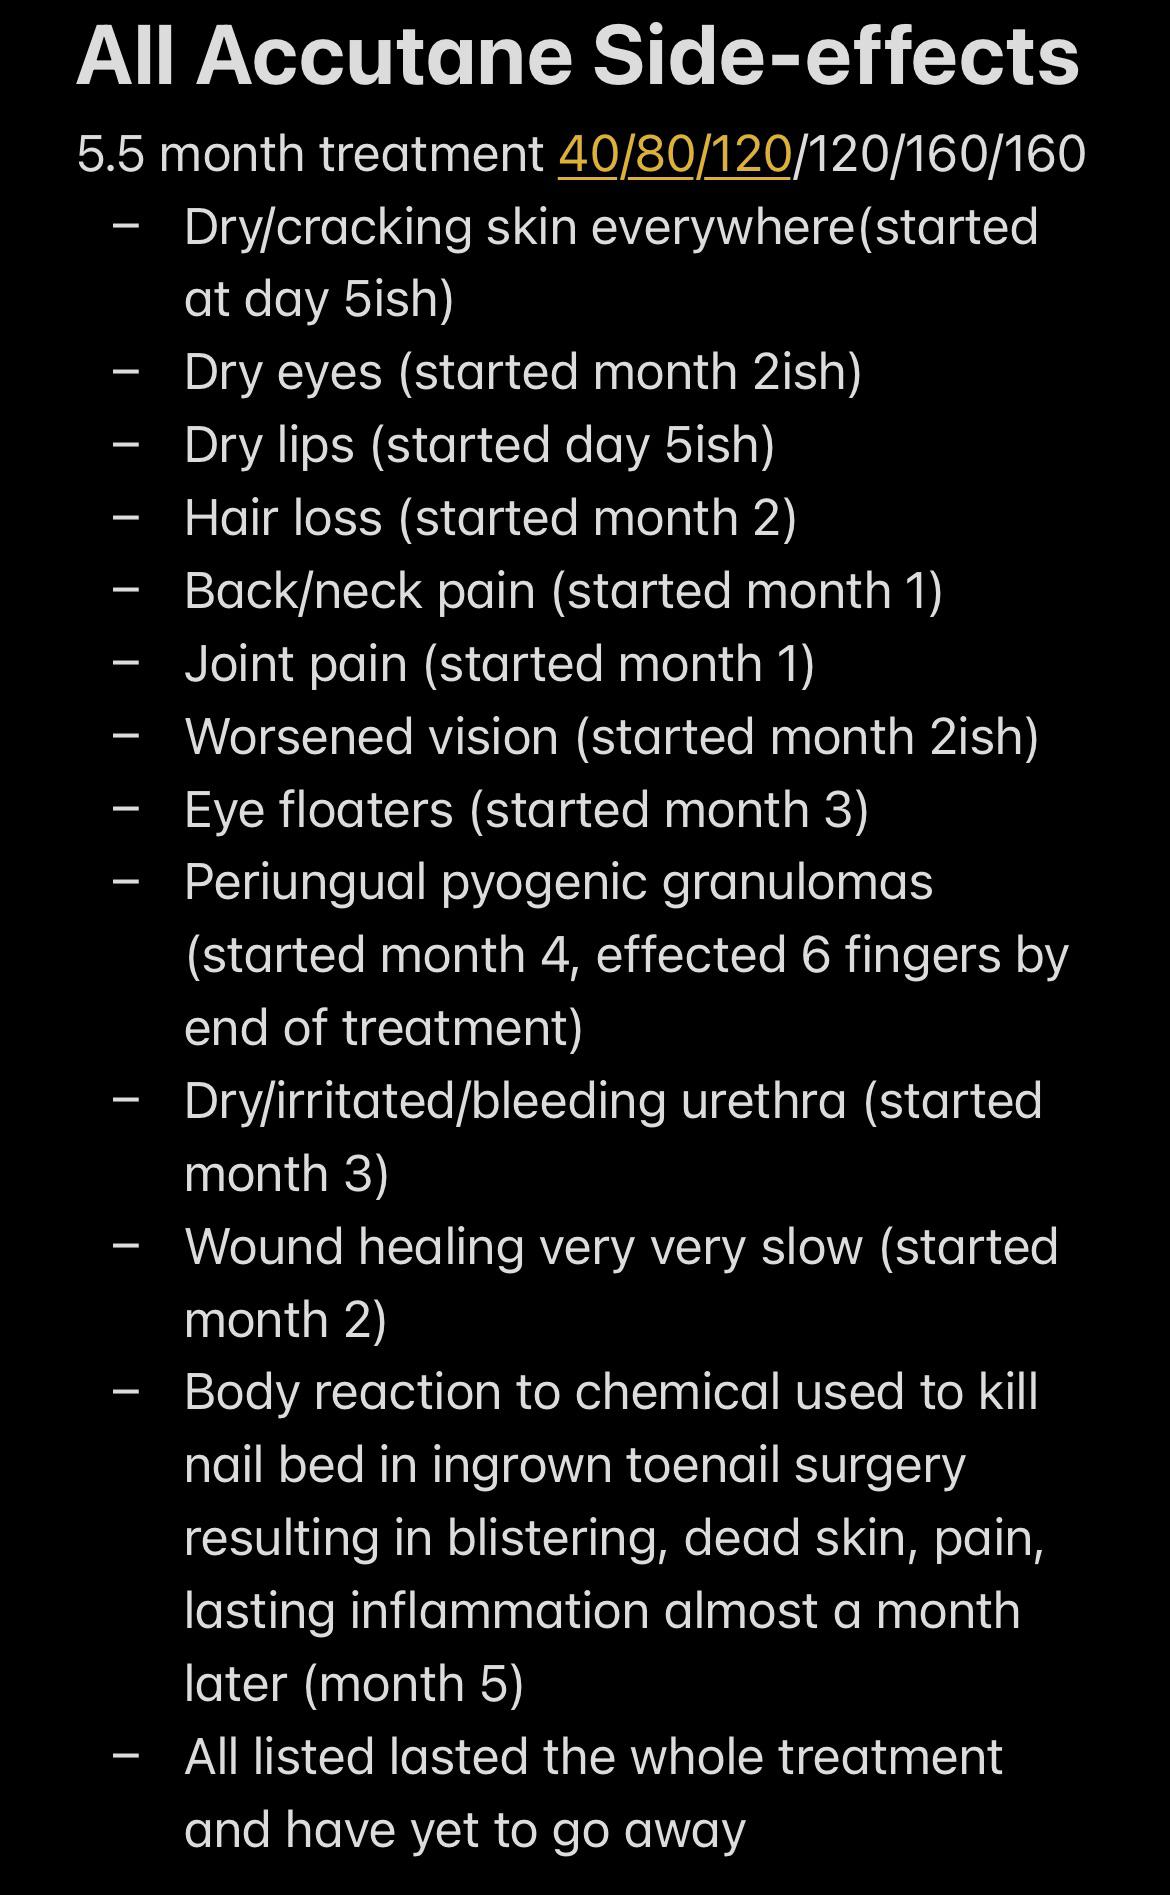 All Accutane Side-effects
5.5 month treatment 40/80/120/120/160/160
– Dry/cracking skin everywhere(started
at day 5ish)
– Dry eyes (started month 2ish)
– Dry lips (started day 5ish)
– Hair loss (started month 2)
– Back/neck pain (started month 1)
– Joint pain (started month 1)
– Worsened vision (started month 2ish)
– Eye floaters (started month 3)
– Periungual pyogenic granulomas
(started month 4, effected 6 fingers by
end of treatment)
– Dry/irritated/bleeding urethra (started
month 3)
– Wound healing very very slow (started
month 2)
– Body reaction to chemical used to kill
nail bed in ingrown toenail surgery
resulting in blistering, dead skin, pain,
lasting inflammation almost a month
later (month 5)
– All listed lasted the whole treatment
and have yet to go away